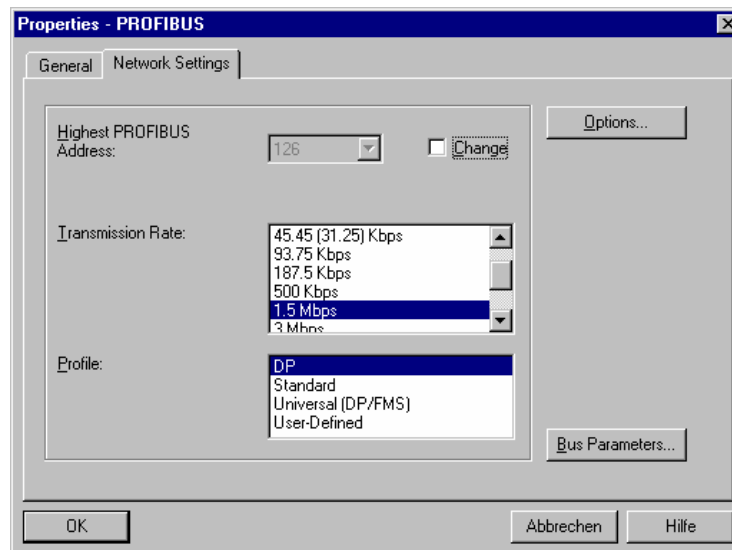 Properties - PROFIBUS
General
Network Settings
Highest PROFIBUS
Address:
126
Change
Options...
Transmission Rate:
45.45 (31.25) Kbps
93.75 Kbps
187.5 Kbps
500 Kbps
1.5 Mbps
3 Mbps
Profile:
DP
Standard
Universal (DP/FMS)
User-Defined
Bus Parameters...
OK
Abbrechen
Hilfe